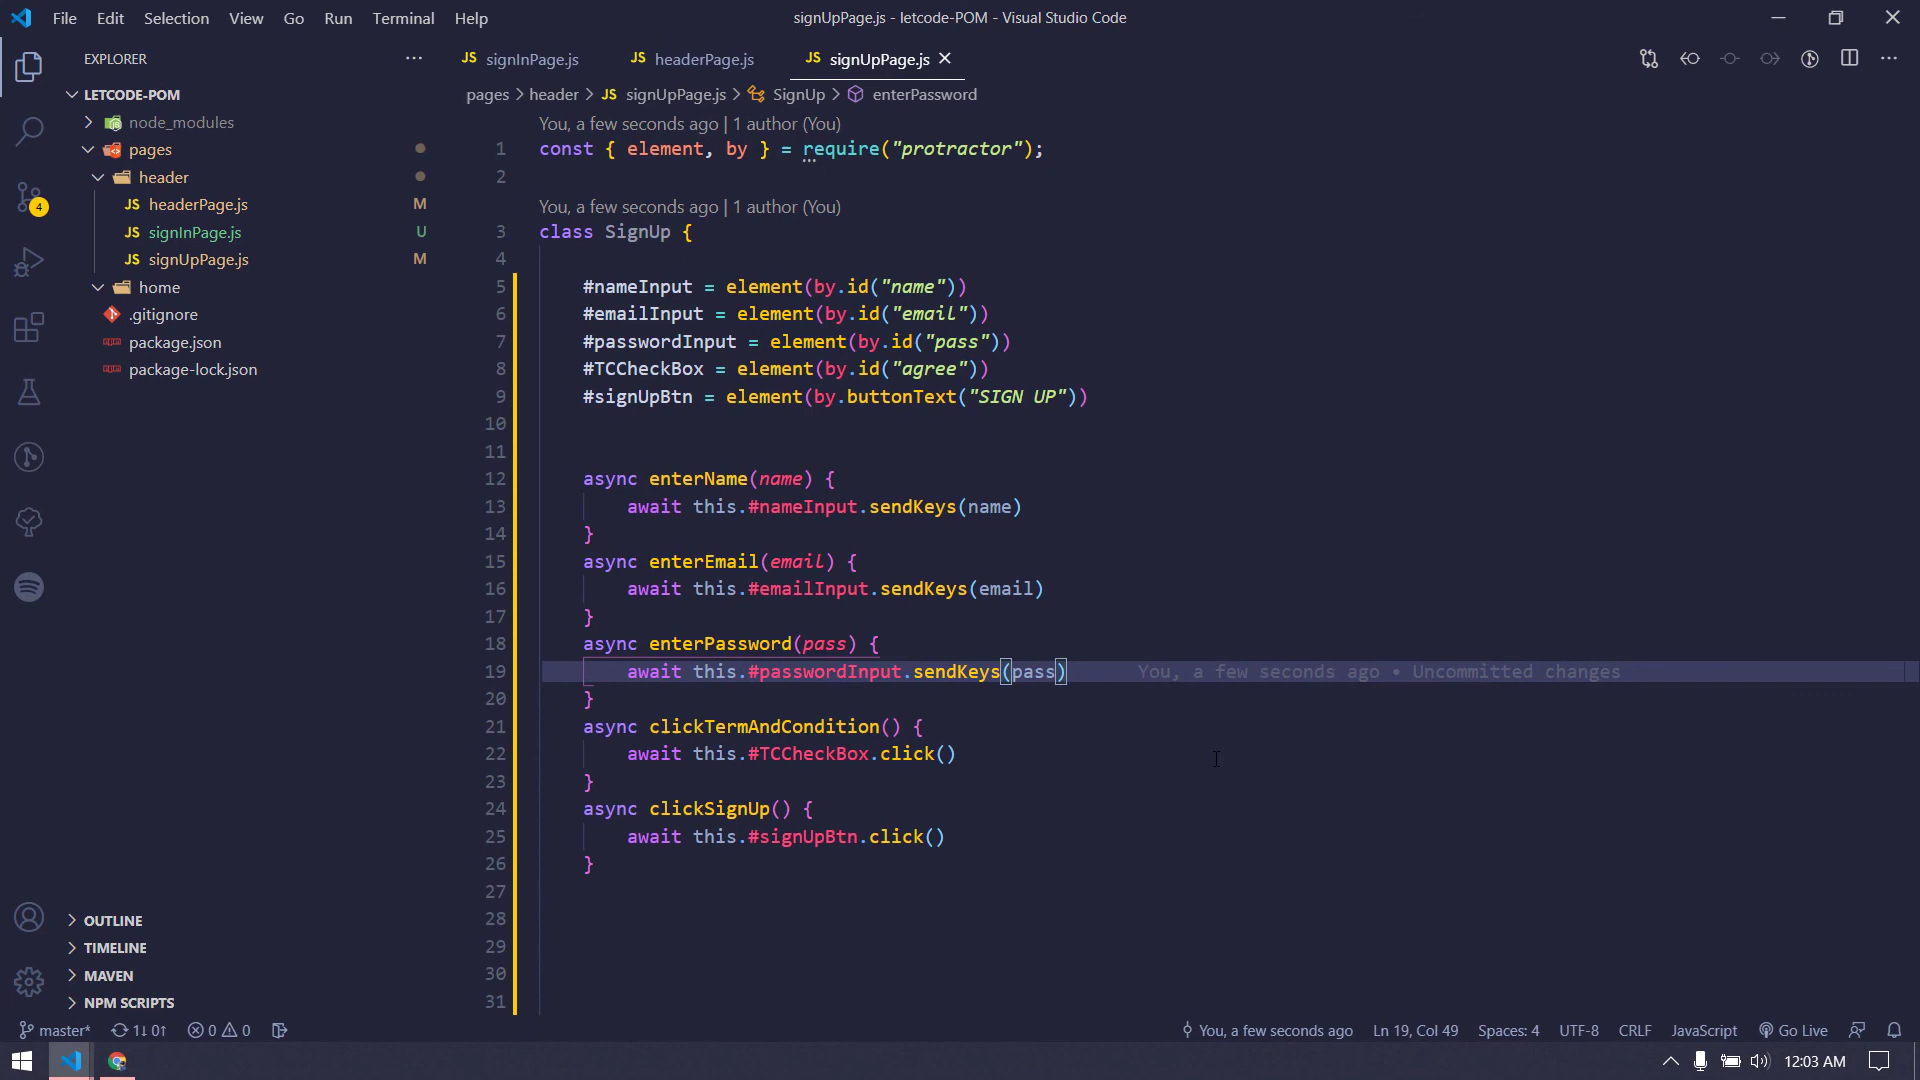 File Edit Selection View Go Run Terminal Help
signUpPage.js - letcode-POM - Visual Studio Code
EXPLORER
LETCODE-POM
node_modules
pages
header
JS headerPage.js M
JS signInPage.js U
JS signUpPage.js M
home
.gitignore
package.json
package-lock.json
OUTLINE
TIMELINE
MAVEN
NPM SCRIPTS
4
JS signInPage.js JS headerPage.js JS signUpPage.js
pages > header > JS signUpPage.js > SignUp > enterPassword
You, a few seconds ago | 1 author (You)
1 const { element, by } = require("protractor");
2
You, a few seconds ago | 1 author (You)
3 class SignUp {
4
5 #nameInput = element(by.id("name"))
6 #emailInput = element(by.id("email"))
7 #passwordInput = element(by.id("pass"))
8 #TCCheckBox = element(by.id("agree"))
9 #signUpBtn = element(by.buttonText("SIGN UP"))
10
11
12 async enterName(name) {
13 await this.#nameInput.sendKeys(name)
14 }
15 async enterEmail(email) {
16 await this.#emailInput.sendKeys(email)
17 }
18 async enterPassword(pass) {
19 await this.#passwordInput.sendKeys(pass) You, a few seconds ago • Uncommitted changes
20 }
21 async clickTermAndCondition() {
22 await this.#TCCheckBox.click()
23 }
24 async clickSignUp() {
25 await this.#signUpBtn.click()
26 }
27
28
29
30
31
master* 1↓ 0↑ 0 0 You, a few seconds ago Ln 19, Col 49 Spaces: 4 UTF-8 CRLF JavaScript Go Live
12:03 AM